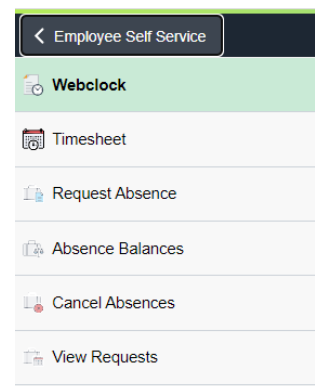 Employee Self Service
Webclock
Timesheet
Request Absence
Absence Balances
Cancel Absences
View Requests